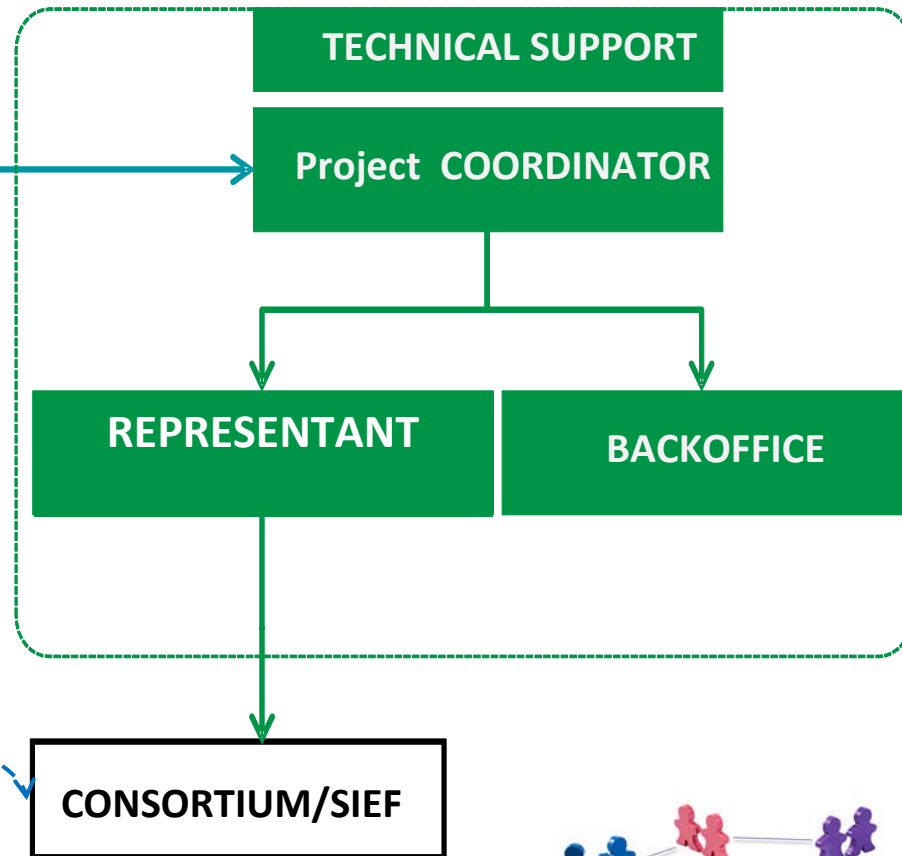 TECHNICAL SUPPORT
Project COORDINATOR
REPRESENTANT
BACKOFFICE
CONSORTIUM/SIEF